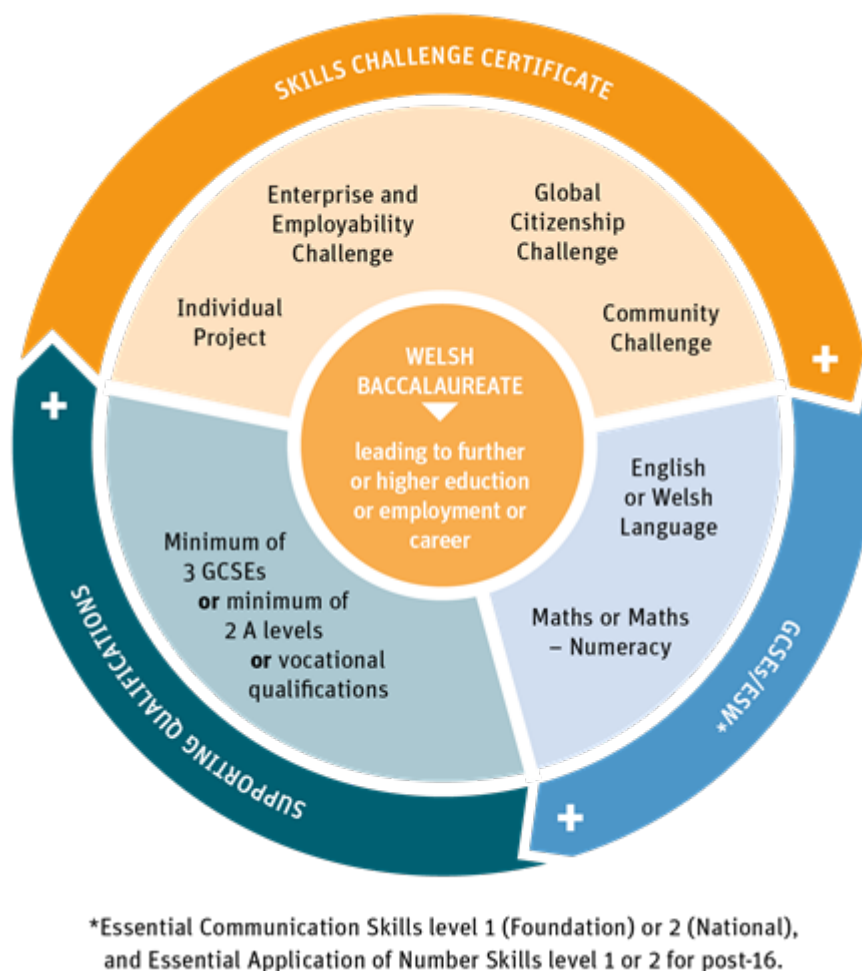 SKILLS CHALLENGE CERTIFICATE
Enterprise and
Employability
Challenge
Global
Citizenship
Challenge
Individual
Project
Community
Challenge
WELSH
BACCALAUREATE
leading to further
or higher eduction
or employment or
career
English
or Welsh
Language
Maths or Maths
– Numeracy
GCSEs/ESW*
Minimum of
3 GCSEs
or minimum of
2 A levels
or vocational
qualifications
SUPPORTING QUALIFICATIONS
+
+
+
*Essential Communication Skills level 1 (Foundation) or 2 (National),
and Essential Application of Number Skills level 1 or 2 for post-16.